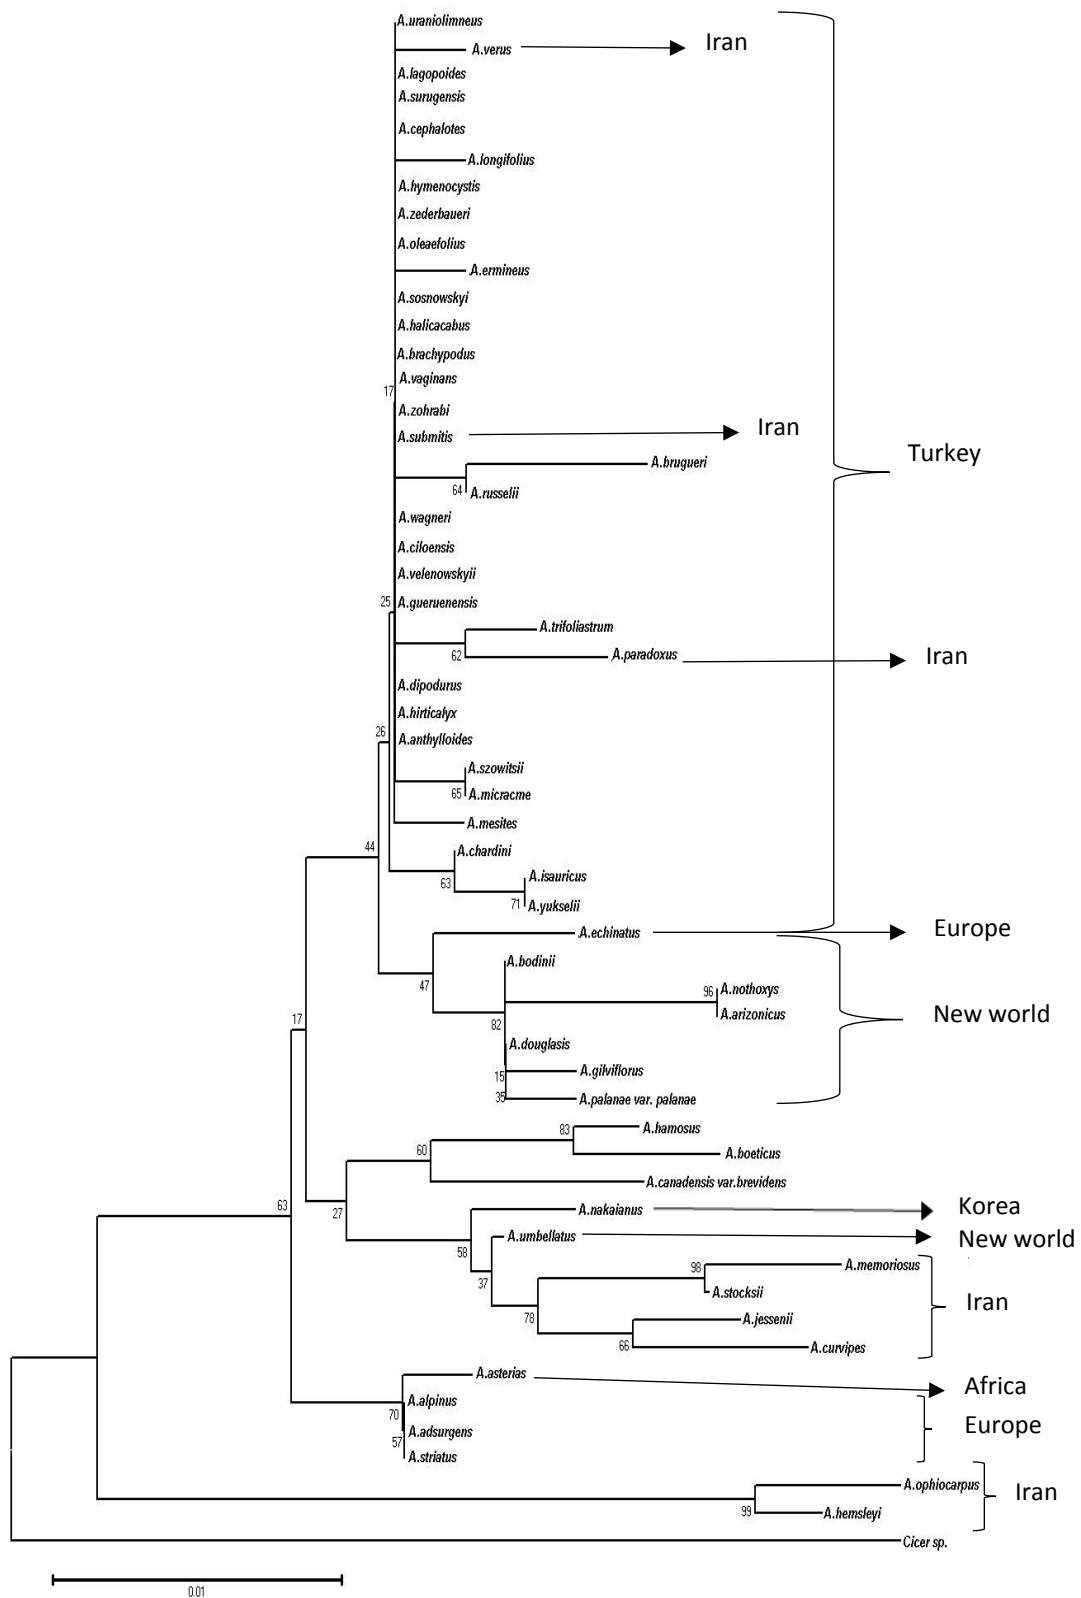 A.uraniolimneus
A.verus
Iran
A.lagopoides
A.surugensis
A.cephalotes
A.longifolius
A.hymenocystis
A.zederbaueri
A.oleaefolius
A.ermineus
A.sosnowskyi
A.halicacabus
A.brachypodus
A.vaginans
17
A.zohrabi
A.submitis
Iran
Turkey
A.brugueri
64
A.russelii
A.wagneri
A.ciloensis
A.velenowskyii
25
A.gueruenensis
A.trifoliastrum
62
A.paradoxus
Iran
A.dipodurus
A.hirticalyx
26
A.anthylloides
A.szowitsii
65
A.micracme
A.mesites
44
A.chardini
63
A.isauricus
71
A.yukselii
A.echinatus
Europe
A.bodinii
47
96
A.nothoxys
A.arizonicus
New world
17
82
A.douglasis
15
A.gilviflorus
35
A.palanae var. palanae
83
A.hamosus
60
A.boeticus
A.canadensis var.brevidens
63
27
A.nakaianus
Korea
A.umbellatus
New world
58
98
A.memoriosus
37
A.stocksii
Iran
78
A.jessenii
66
A.curvipes
A.asterias
Africa
A.alpinus
70
Europe
A.adsurgens
57
A.striatus
A.ophiocarpus
Iran
99
A.hemsleyi
Cicer sp.
0.01